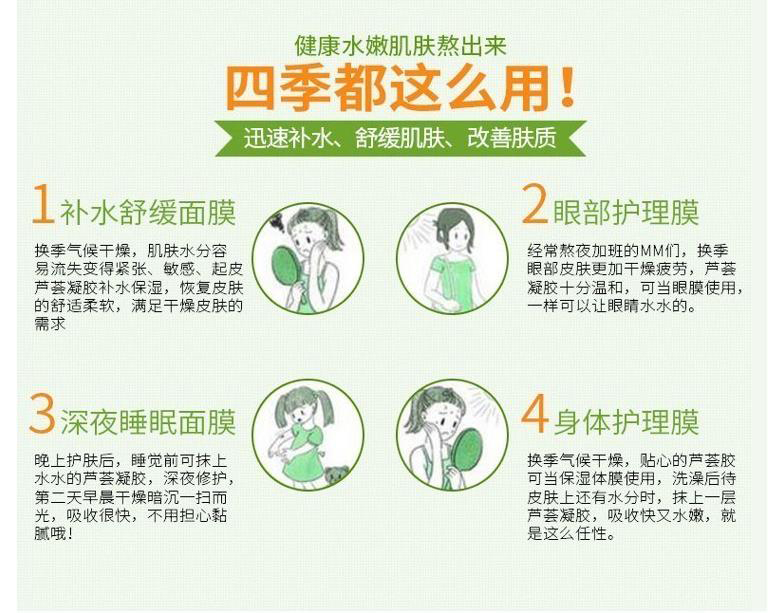 健康水嫩肌肤熬出来
四季都这么用！
迅速补水、舒缓肌肤、改善肤质
1补水舒缓面膜
换季气候干燥，肌肤水分容
易流失变得紧张、敏感、起皮
芦荟凝胶补水保湿，恢复皮肤
的舒适柔软，满足干燥皮肤的
需求
2眼部护理膜
经常熬夜加班的MM们，换季
眼部皮肤更加干燥疲劳，芦荟
凝胶十分温和，可当眼膜使用，
一样可以让眼睛水水的。
3深夜睡眠面膜
晚上护肤后，睡觉前可抹上
水水的芦荟凝胶，深夜修护，
第二天早晨干燥暗沉一扫而
光，吸收很快，不用担心黏
腻哦！
4身体护理膜
换季气候干燥，贴心的芦荟胶
可当保湿体膜使用，洗澡后待
皮肤上还有水分时，抹上一层
芦荟凝胶，吸收快又水嫩，就
是这么任性。